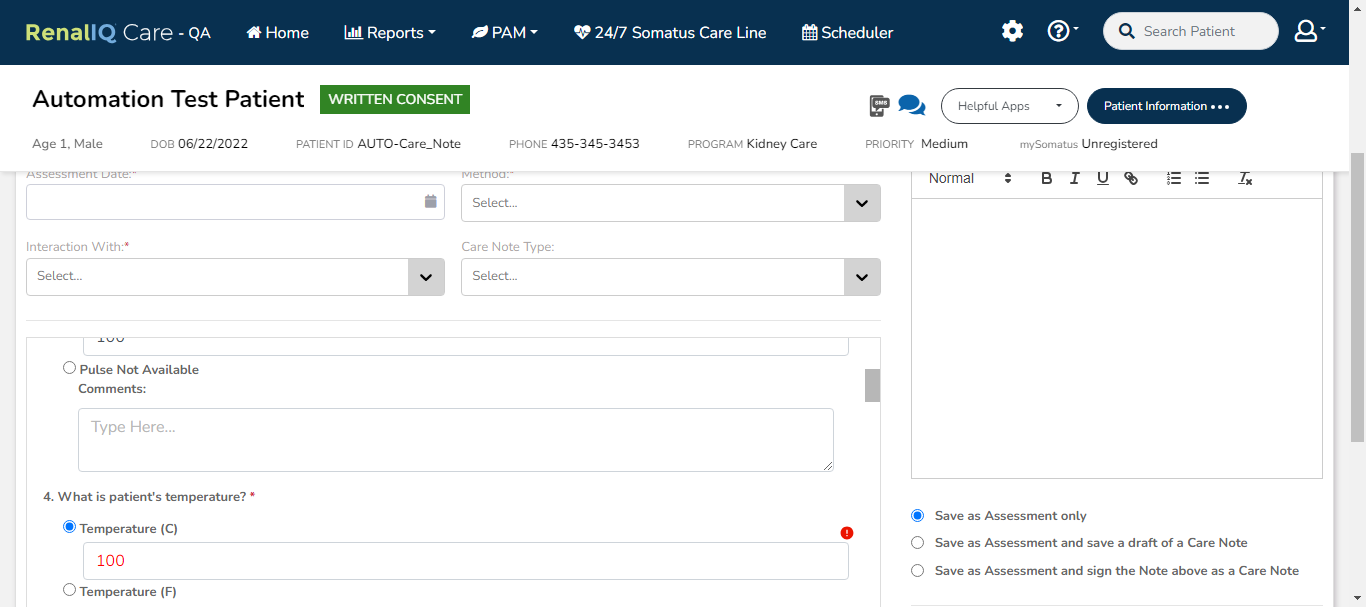 RenalIQ Care - QA Home Reports PAM 24/7 Somatus Care Line Scheduler Search Patient
Automation Test Patient WRITTEN CONSENT SMS Helpful Apps Patient Information
Age 1, Male DOB 06/22/2022 PATIENT ID AUTO-Care_Note PHONE 435-345-3453 PROGRAM Kidney Care PRIORITY Medium mySomatus Unregistered
Assessment Date:* Method:*
Normal B I U
Select...
Interaction With:* Care Note Type:
Select... Select...
100
Pulse Not Available
Comments:
Type Here...
4. What is patient's temperature? *
Temperature (C)
100
Temperature (F)
Save as Assessment only
Save as Assessment and save a draft of a Care Note
Save as Assessment and sign the Note above as a Care Note